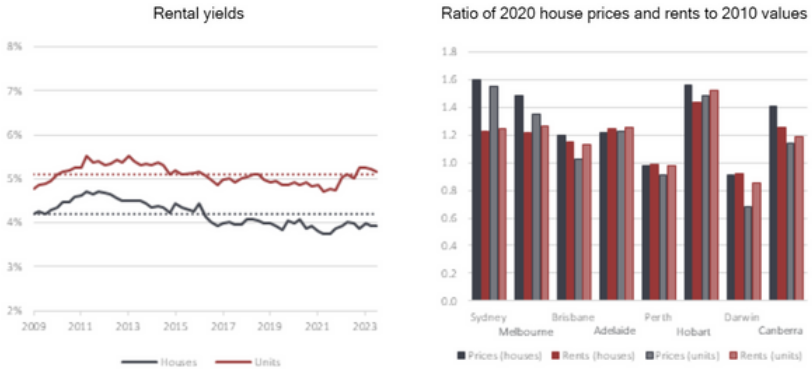 Rental yields
8%
7%
6%
5%
4%
3%
2%
2009 2011 2013 2015 2017 2019 2021 2023
Houses Units
Ratio of 2020 house prices and rents to 2010 values
1.8
1.6
1.4
1.2
1.0
0.8
0.6
0.4
0.2
0.0
Sydney Brisbane Perth Darwin
Melbourne Adelaide Hobart Canberra
Prices (houses) Rents (houses) Prices (units) Rents (units)